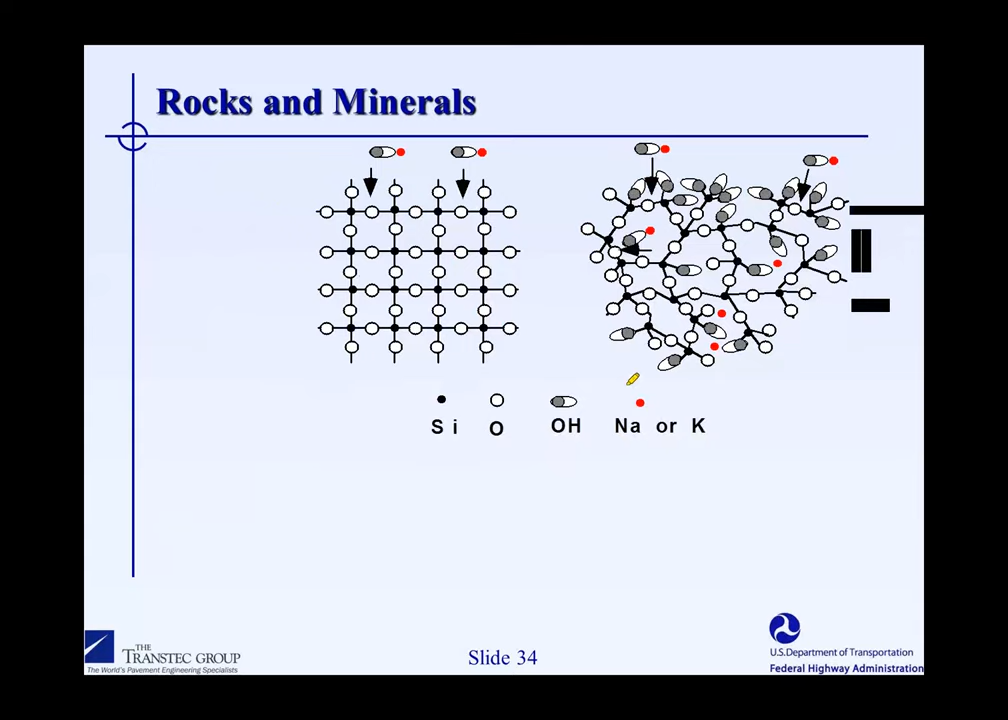 Rocks and Minerals
Si O OH Na or K
THE
TRANSTEC GROUP
The World's Pavement Engineering Specialists
Slide 34
U.S.Department of Transportation
Federal Highway Administration